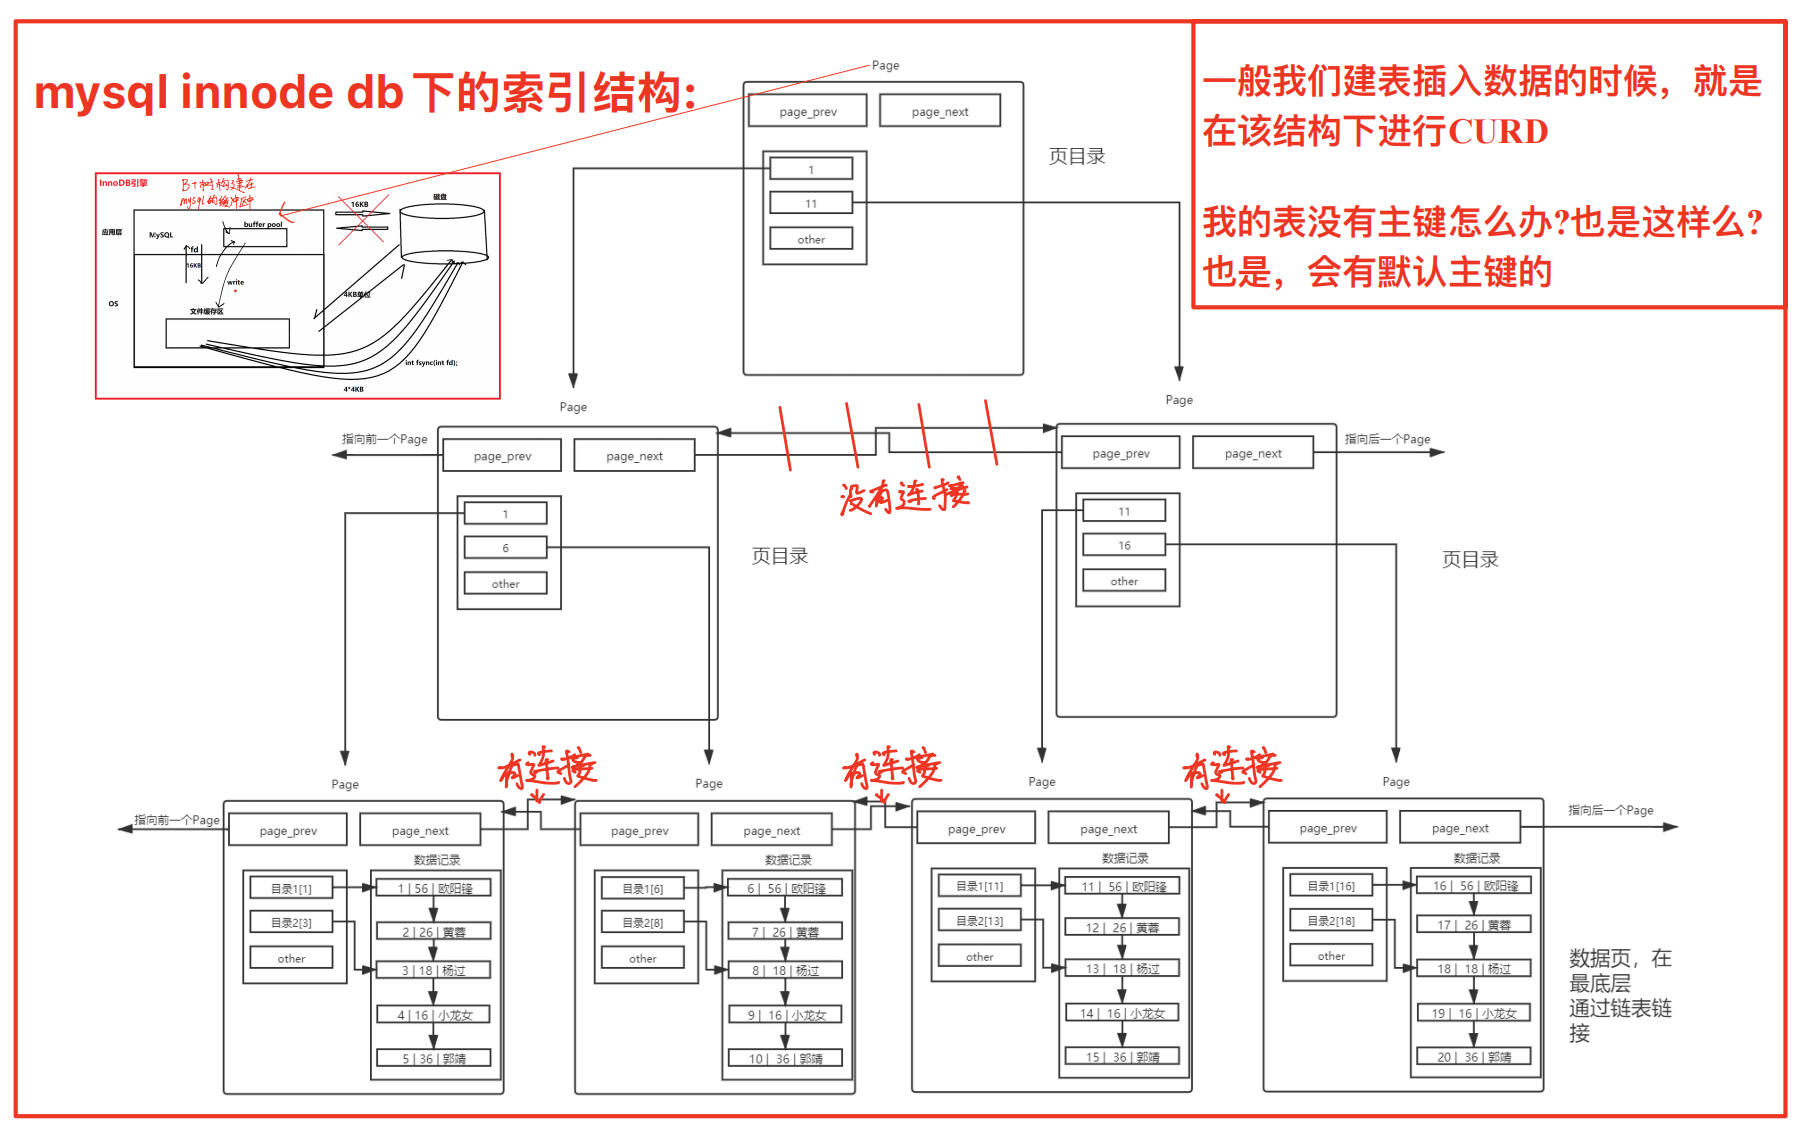 mysql innode db下的索引结构:
一般我们建表插入数据的时候，就是
在该结构下进行CURD
我的表没有主键怎么办?也是这样么?
也是，会有默认主键的
InnoDB引擎
B+树构建在
mysql的缓冲区中
应用层
MySQL
buffer pool
fd
16KB
write
OS
文件缓存区
16KB
磁盘
4KB单位
int fsync(int fd);
4*4KB
Page
page_prev
page_next
1
11
other
页目录
Page
指向前一个Page
page_prev
page_next
1
6
other
页目录
没有连接
Page
page_prev
page_next
指向后一个Page
11
16
other
页目录
有连接
有连接
有连接
Page
指向前一个Page
page_prev
page_next
数据记录
目录1[1]
目录2[3]
other
1 | 56 | 欧阳锋
2 | 26 | 黄蓉
3 | 18 | 杨过
4 | 16 | 小龙女
5 | 36 | 郭靖
Page
page_prev
page_next
数据记录
目录1[6]
目录2[8]
other
6 | 56 | 欧阳锋
7 | 26 | 黄蓉
8 | 18 | 杨过
9 | 16 | 小龙女
10 | 36 | 郭靖
Page
page_prev
page_next
数据记录
目录1[11]
目录2[13]
other
11 | 56 | 欧阳锋
12 | 26 | 黄蓉
13 | 18 | 杨过
14 | 16 | 小龙女
15 | 36 | 郭靖
Page
page_prev
page_next
指向后一个Page
数据记录
目录1[16]
目录2[18]
other
16 | 56 | 欧阳锋
17 | 26 | 黄蓉
18 | 18 | 杨过
19 | 16 | 小龙女
20 | 36 | 郭靖
数据页，在
最底层
通过链表链
接